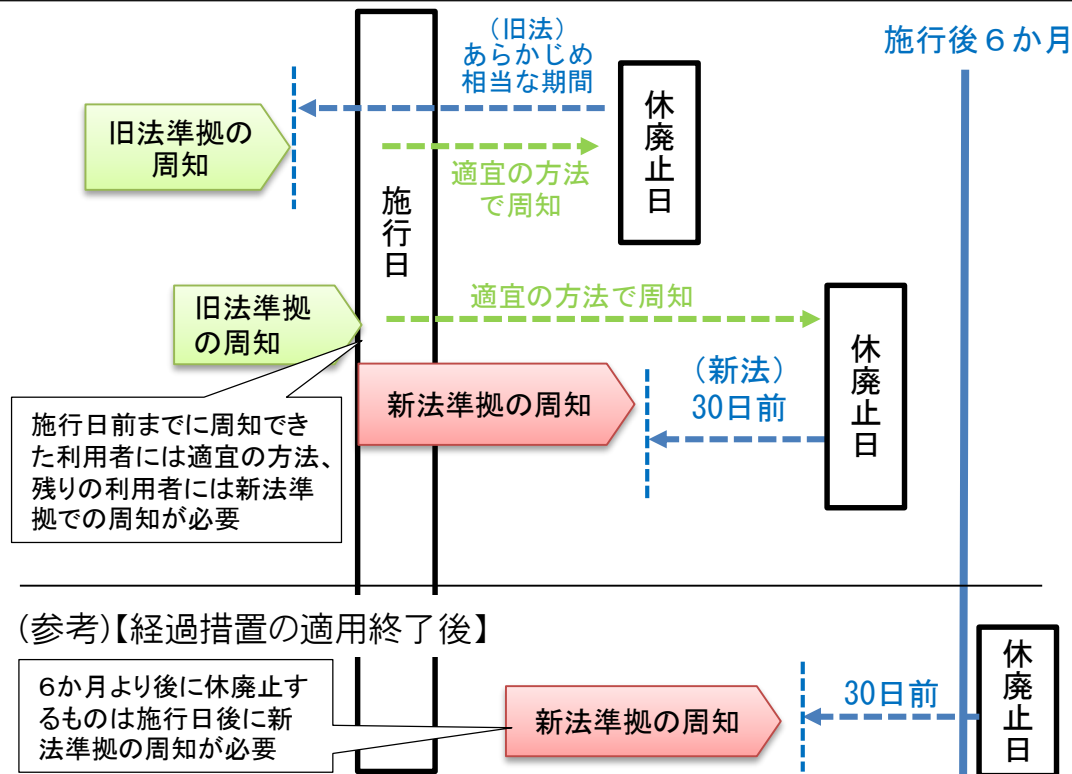 (旧法)
あらかじめ
相当な期間
施行後6か月
休廃止日
旧法準拠の
周知
適宜の方法
で周知
施行日
旧法準拠
の周知
適宜の方法で周知
休廃止日
新法準拠の周知
(新法)
30日前
施行日前までに周知でき
た利用者には適宜の方法、
残りの利用者には新法準
拠での周知が必要
(参考)【経過措置の適用終了後】
6か月より後に休廃止す
るものは施行日後に新
法準拠の周知が必要
新法準拠の周知
30日前
休廃止日